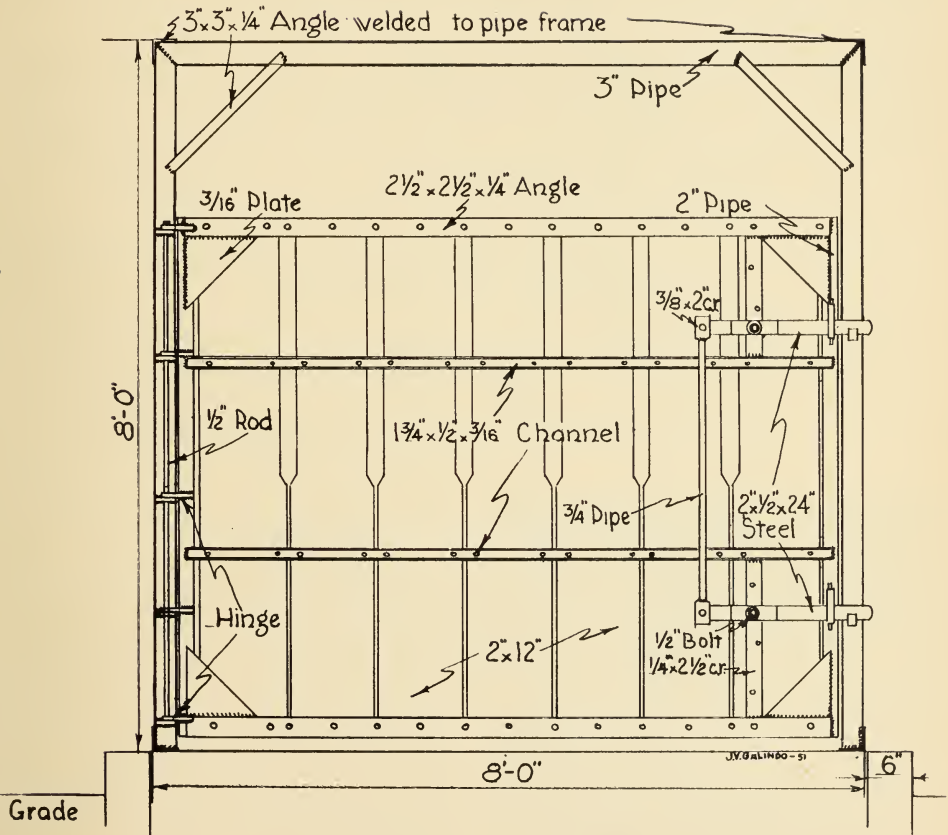 3"x3"x1/4" Angle welded to pipe frame
3" Pipe
2 1/2"x2 1/2"x1/4" Angle
3/16" Plate
2" Pipe
3/8"x2"cr.
8'-0"
1/2" Rod
1 3/4"x1/2"x3/16" Channel
3/4" Pipe
2"x1/2"x24"
Steel
Hinge
2"x12"
1/2" Bolt
1/4"x2 1/2"cr.
J.V.GALINDO-51
8'-0"
6"
Grade